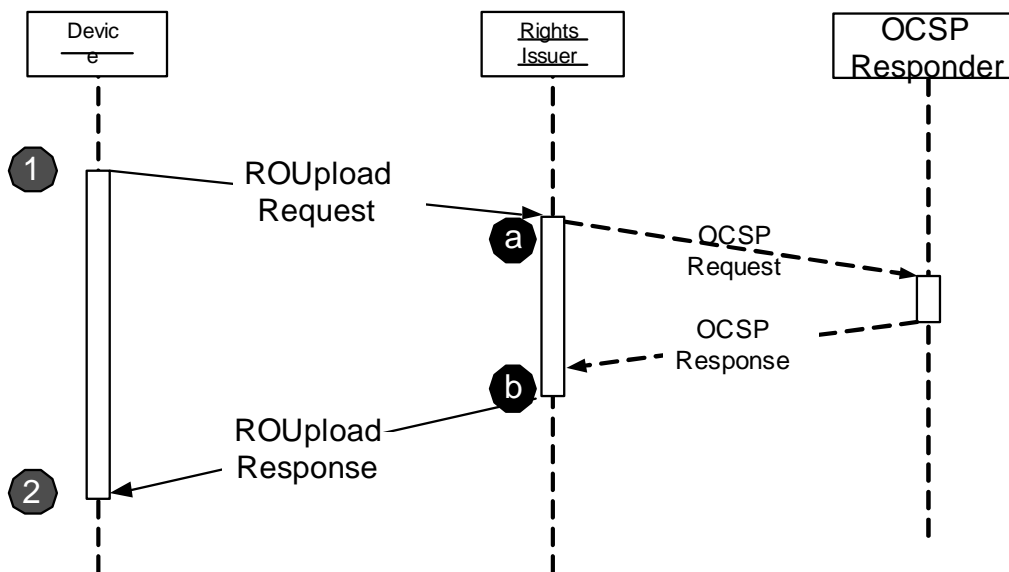 Devic
e
Rights
Issuer
OCSP
Responder
1
ROUpload
Request
a
OCSP
Request
OCSP
Response
b
ROUpload
Response
2